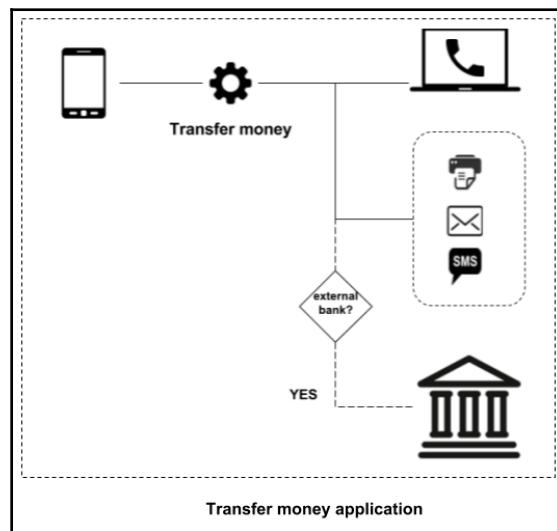 Transfer money
SMS
external
bank?
YES
Transfer money application